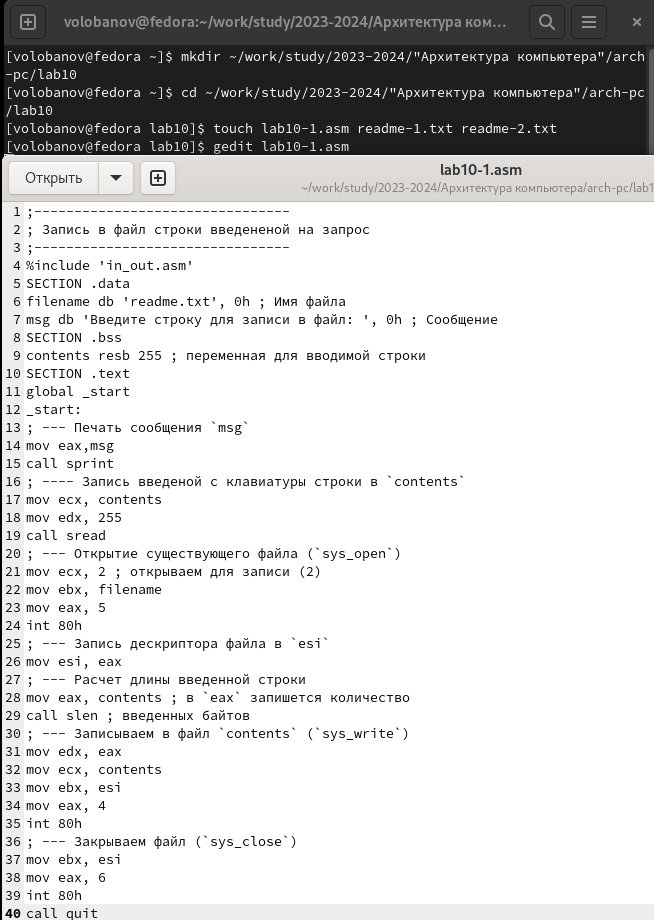 volobanov@fedora:~/work/study/2023-2024/Архитектура ком...
[volobanov@fedora ~]$ mkdir ~/work/study/2023-2024/"Архитектура компьютера"/arch
-pc/lab10
[volobanov@fedora ~]$ cd ~/work/study/2023-2024/"Архитектура компьютера"/arch-pc
/lab10
[volobanov@fedora lab10]$ touch lab10-1.asm readme-1.txt readme-2.txt
[volobanov@fedora lab10]$ gedit lab10-1.asm
Открыть
lab10-1.asm
~/work/study/2023-2024/Архитектура компьютера/arch-pc/lab1
1 ;--------------------------------
2 ; Запись в файл строки введененой на запрос
3 ;--------------------------------
4 %include 'in_out.asm'
5 SECTION .data
6 filename db 'readme.txt', 0h ; Имя файла
7 msg db 'Введите строку для записи в файл: ', 0h ; Сообщение
8 SECTION .bss
9 contents resb 255 ; переменная для вводимой строки
10 SECTION .text
11 global _start
12 _start:
13 ; --- Печать сообщения `msg`
14 mov eax,msg
15 call sprint
16 ; ---- Запись введеной с клавиатуры строки в `contents`
17 mov ecx, contents
18 mov edx, 255
19 call sread
20 ; --- Открытие существующего файла (`sys_open`)
21 mov ecx, 2 ; открываем для записи (2)
22 mov ebx, filename
23 mov eax, 5
24 int 80h
25 ; --- Запись дескриптора файла в `esi`
26 mov esi, eax
27 ; --- Расчет длины введенной строки
28 mov eax, contents ; в `eax` запишется количество
29 call slen ; введенных байтов
30 ; --- Записываем в файл `contents` (`sys_write`)
31 mov edx, eax
32 mov ecx, contents
33 mov ebx, esi
34 mov eax, 4
35 int 80h
36 ; --- Закрываем файл (`sys_close`)
37 mov ebx, esi
38 mov eax, 6
39 int 80h
40 call quit